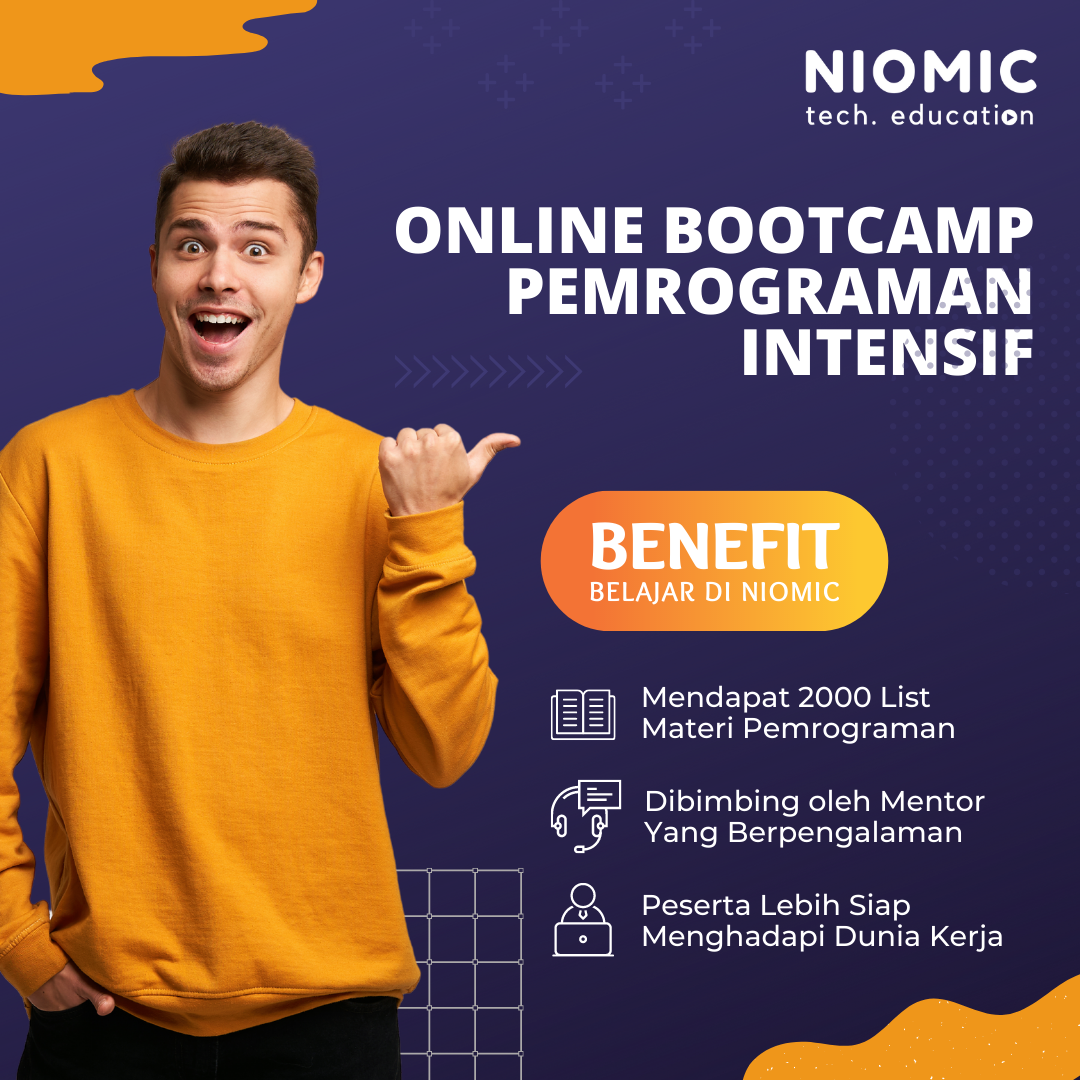 NIOMIC
tech. education
ONLINE BOOTCAMP
PEMROGRAMAN
INTENSIF
BENEFIT
BELAJAR DI NIOMIC
Mendapat 2000 List
Materi Pemrograman
Dibimbing oleh Mentor
Yang Berpengalaman
Peserta Lebih Siap
Menghadapi Dunia Kerja